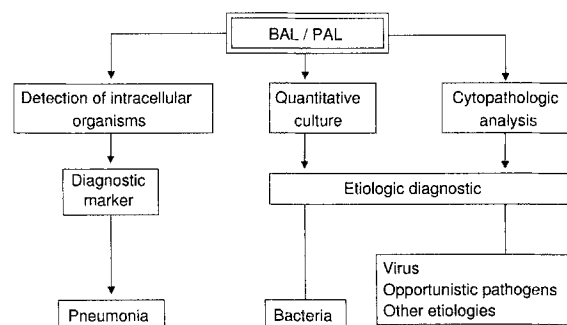 BAL / PAL
Detection of intracellular
organisms
Quantitative
culture
Cytopathologic
analysis
Diagnostic
marker
Etiologic diagnostic
Virus
Opportunistic pathogens
Other etiologies
Pneumonia
Bacteria